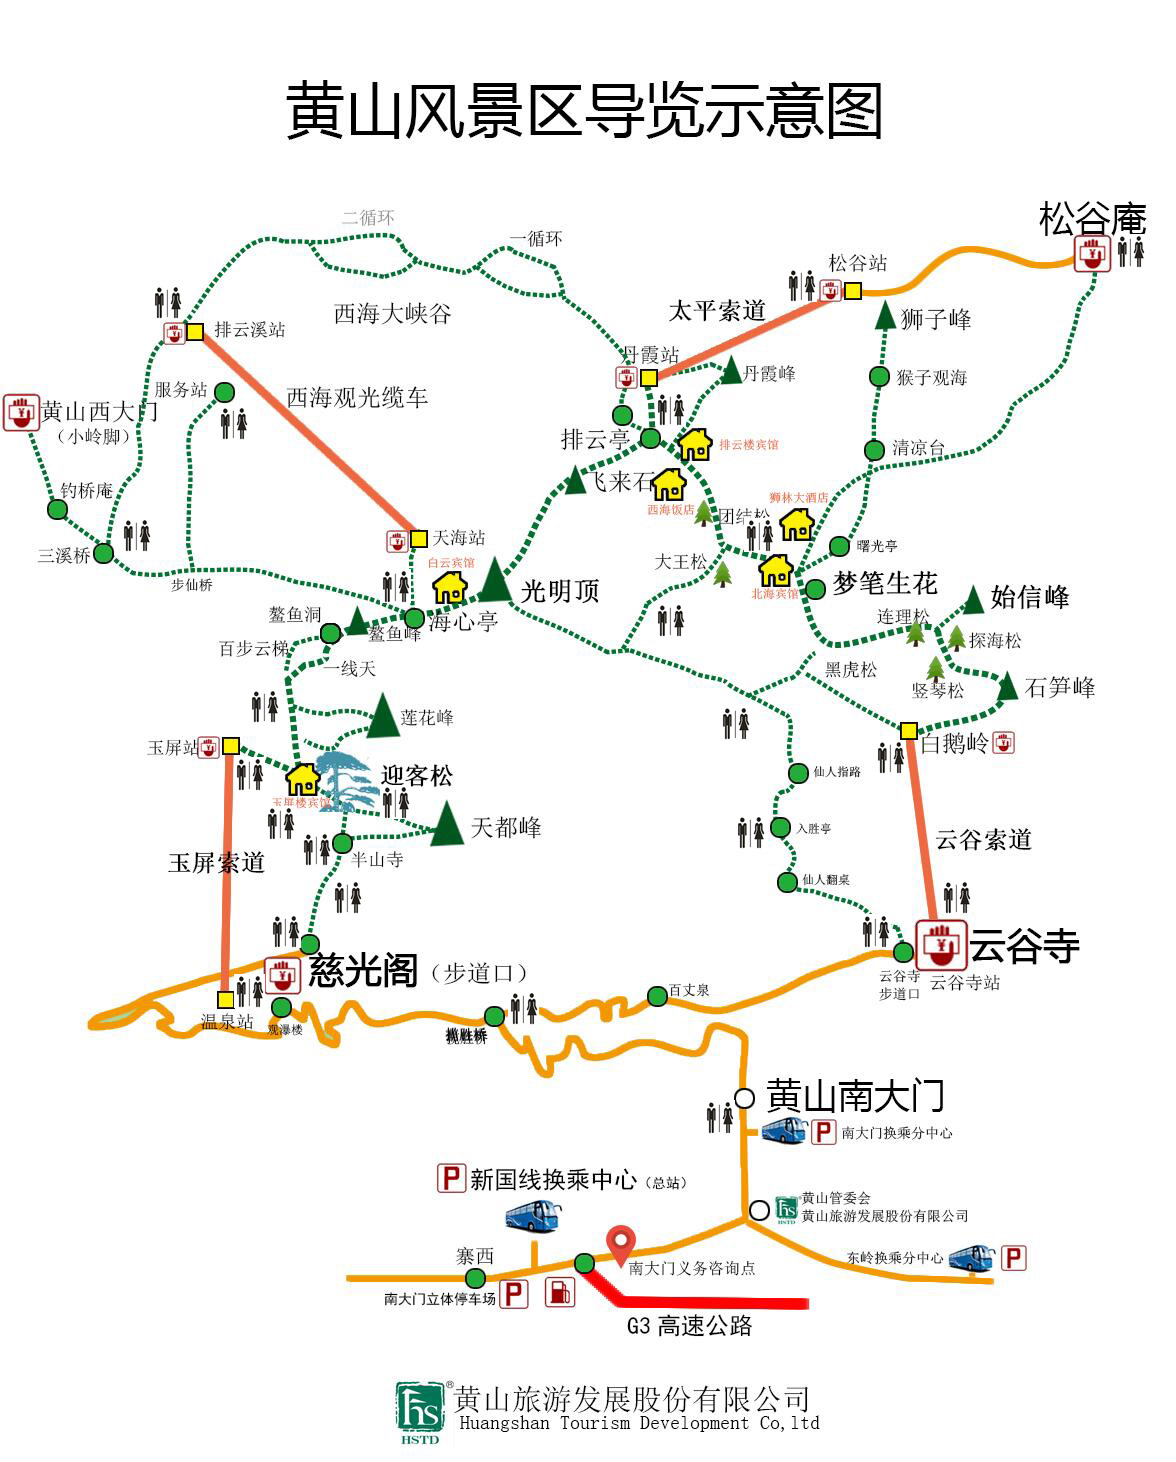 黄山风景区导览示意图
松谷庵
二循环
一循环
松谷站
西海大峡谷
太平索道
狮子峰
排云溪站
丹霞站
丹霞峰
猴子观海
服务站
西海观光缆车
黄山西大门
（小岭脚）
排云亭
排云楼宾馆
清凉台
飞来石
钓桥庵
西海饭店
狮林大酒店
团结松
天海站
曙光亭
三溪桥
大王松
白云宾馆
步仙桥
光明顶
北海宾馆
梦笔生花
始信峰
鳌鱼洞
鳌鱼峰
海心亭
连理松
探海松
百步云梯
一线天
黑虎松
竖琴松
石笋峰
莲花峰
玉屏站
白鹅岭
迎客松
仙人指路
玉屏楼宾馆
天都峰
入胜亭
云谷索道
玉屏索道
半山寺
仙人翻桌
云谷寺
慈光阁（步道口）
云谷寺
步道口
云谷寺站
百丈泉
温泉站
观瀑楼
揽胜桥
黄山南大门
P
南大门换乘分中心
P
新国线换乘中心（总站）
黄山管委会
HSTD
黄山旅游发展股份有限公司
寨西
东岭换乘分中心
P
南大门义务咨询点
南大门立体停车场
P
G3 高速公路
hs
®
黄山旅游发展股份有限公司
Huangshan Tourism Development Co,ltd
HSTD